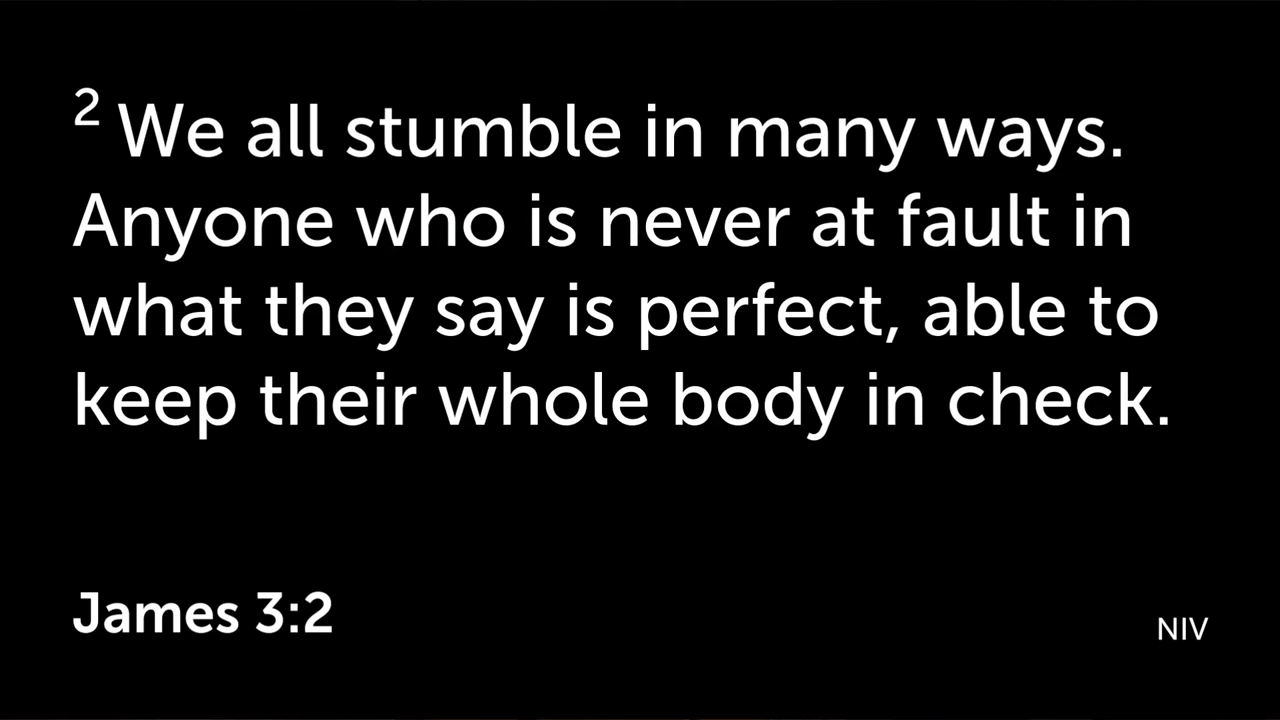 2 We all stumble in many ways.
Anyone who is never at fault in
what they say is perfect, able to
keep their whole body in check.
James 3:2
NIV